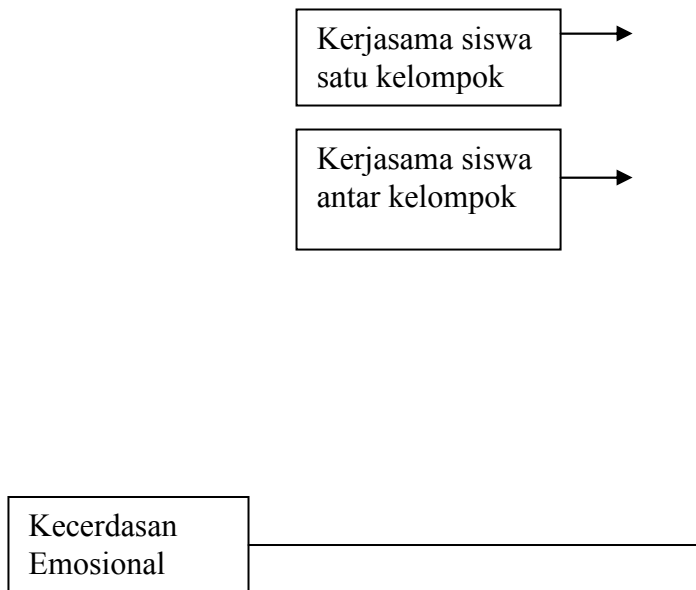 Kerjasama siswa
satu kelompok
Kerjasama siswa
antar kelompok
Kecerdasan
Emosional